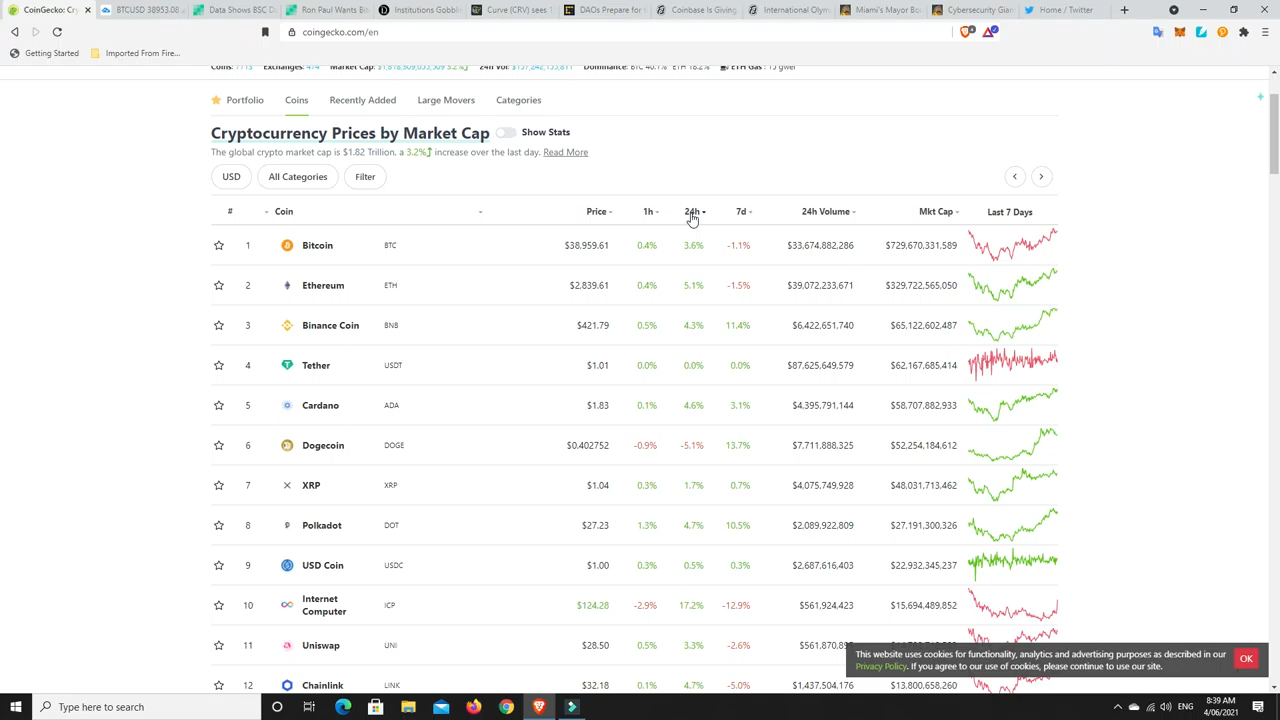 CoinGecko: Cry
BTCUSD 38953.08
Data Shows BSC D
Ron Paul Wants Bi
Institutions Gobbli
Curve (CRV) sees 1
DAOs Prepare for
Coinbase Is Giving
International Olym
Miami's Mayor Bo
Cybersecurity Gian
Home / Twitter
coingecko.com/en
Getting Started
Imported From Fire...
Portfolio
Coins
Recently Added
Large Movers
Categories
Cryptocurrency Prices by Market Cap
Show Stats
The global crypto market cap is $1.82 Trillion, a 3.2% increase over the last day. Read More
USD
All Categories
Filter
# Coin Price 1h 24h 7d 24h Volume Mkt Cap Last 7 Days
1 Bitcoin BTC $38,959.61 0.4% 3.6% -1.1% $33,674,882,286 $729,670,331,589
2 Ethereum ETH $2,839.61 0.4% 5.1% -1.5% $39,072,233,671 $329,722,565,050
3 Binance Coin BNB $421.79 0.5% 4.3% 11.4% $6,422,651,740 $65,122,602,487
4 Tether USDT $1.01 0.0% 0.0% 0.0% $87,625,649,579 $62,167,685,414
5 Cardano ADA $1.83 0.1% 4.6% 3.1% $4,395,791,144 $58,707,882,933
6 Dogecoin DOGE $0.402752 -0.9% -5.1% 13.7% $7,711,888,325 $52,254,184,612
7 XRP XRP $1.04 0.3% 1.7% 0.7% $4,075,749,928 $48,031,713,462
8 Polkadot DOT $27.23 1.3% 4.7% 10.5% $2,089,922,809 $27,191,300,326
9 USD Coin USDC $1.00 0.3% 0.5% 0.3% $2,687,616,403 $22,932,345,237
10 Internet Computer ICP $124.28 -2.9% 17.2% -12.9% $561,924,423 $15,694,489,852
11 Uniswap UNI $28.50 0.5% 3.3% -2.6%
12 Chainlink LINK $32.18 0.1% 4.7% -5.0% $1,437,504,176 $13,800,658,260
This website uses cookies for functionality, analytics and advertising purposes as described in our
Privacy Policy. If you agree to our use of cookies, please continue to use our site.
OK
Type here to search
ENG
8:39 AM
4/06/2021